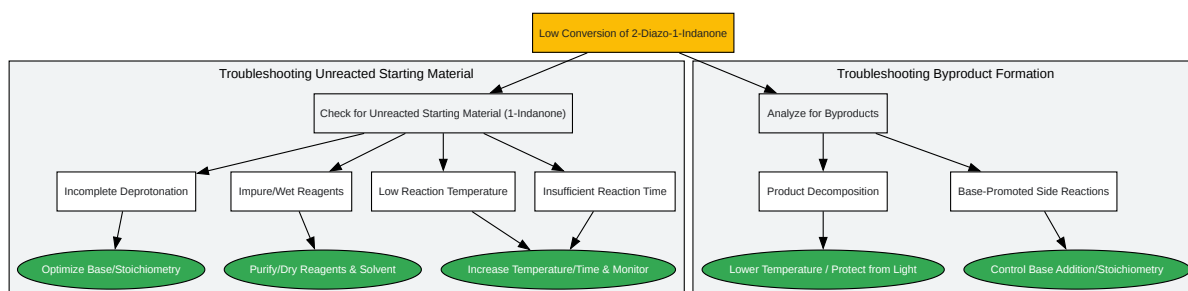 Low Conversion of 2-Diazo-1-Indanone
Troubleshooting Unreacted Starting Material
Troubleshooting Byproduct Formation
Check for Unreacted Starting Material (1-Indanone)
Analyze for Byproducts
Incomplete Deprotonation
Impure/Wet Reagents
Low Reaction Temperature
Insufficient Reaction Time
Product Decomposition
Base-Promoted Side Reactions
Optimize Base/Stoichiometry
Purify/Dry Reagents & Solvent
Increase Temperature/Time & Monitor
Lower Temperature / Protect from Light
Control Base Addition/Stoichiometry